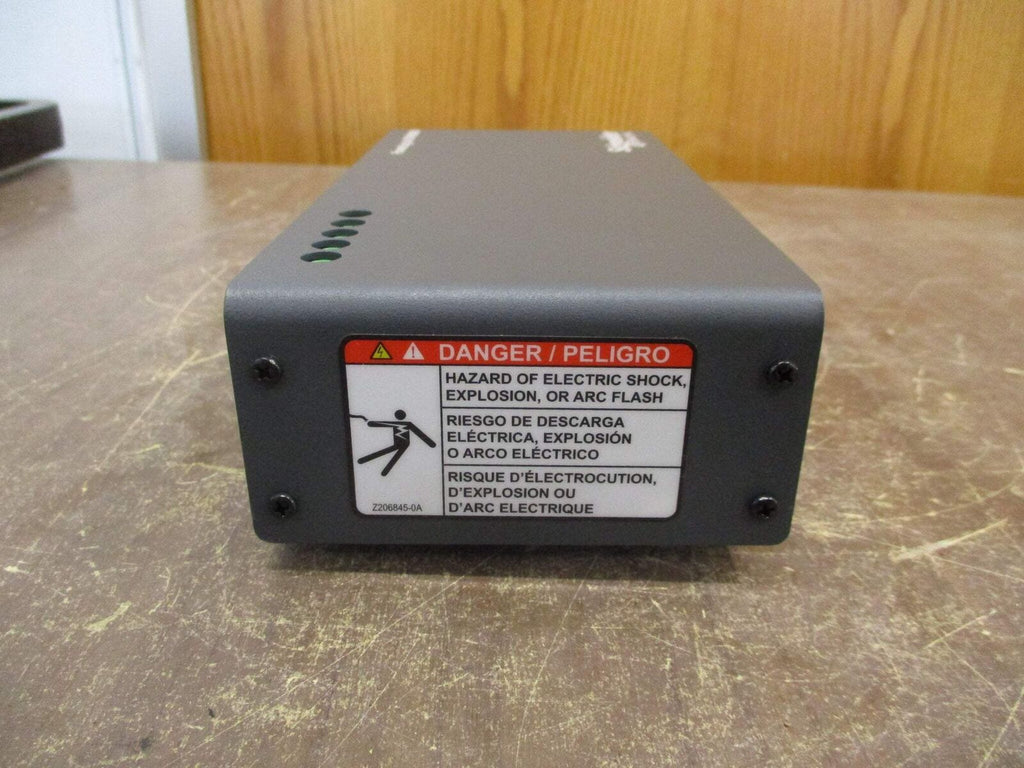 DANGER / PELIGRO
HAZARD OF ELECTRIC SHOCK,
EXPLOSION, OR ARC FLASH
RIESGO DE DESCARGA
ELÉCTRICA, EXPLOSIÓN
O ARCO ELÉCTRICO
RISQUE D'ÉLECTROCUTION,
D'EXPLOSION OU
D'ARC ELECTRIQUE
Z206845-0A